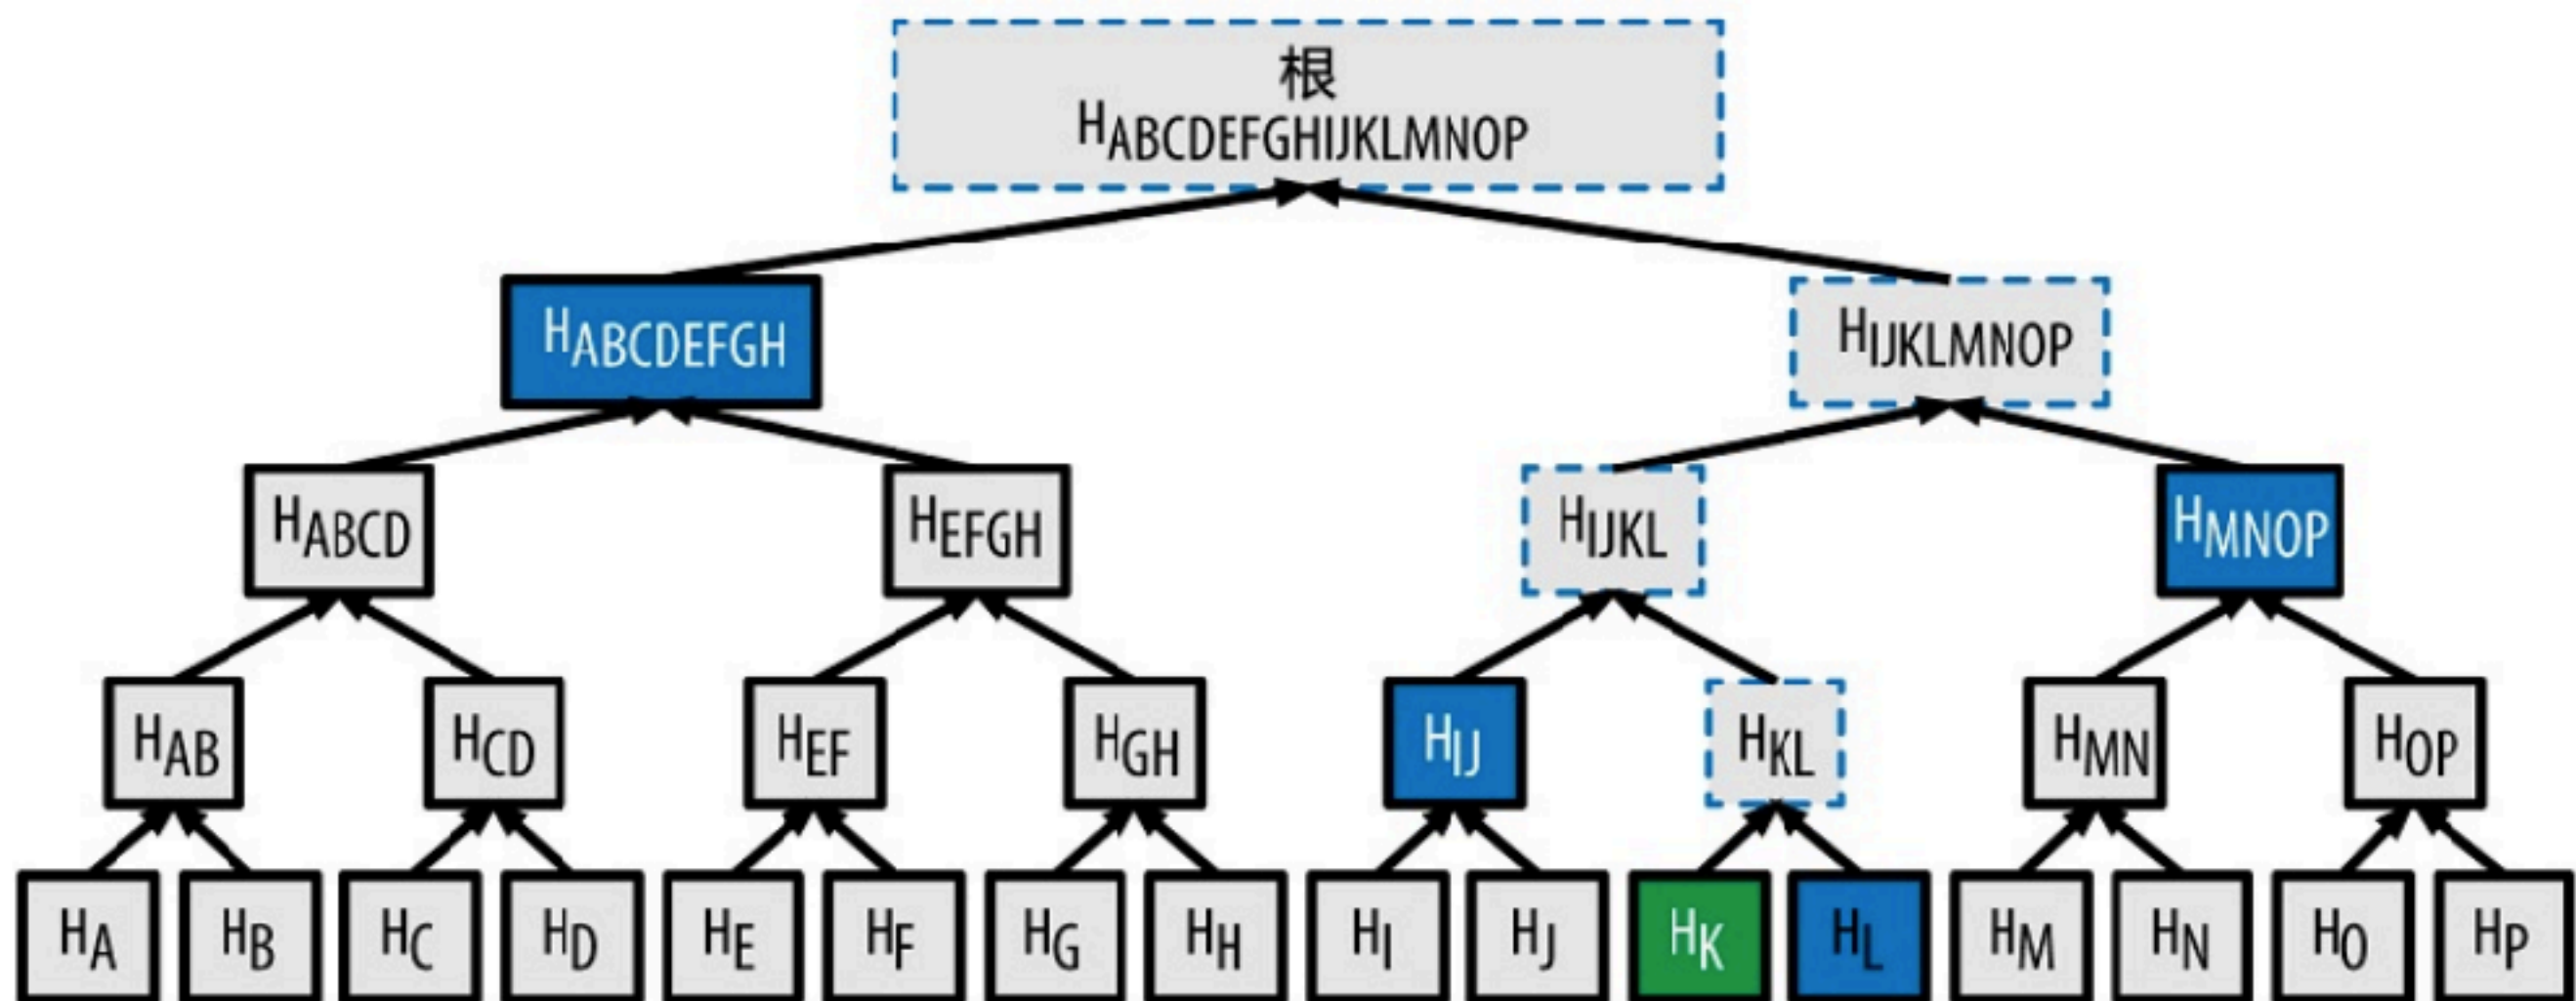 根
HABCDEFGHIJKLMNOP
HABCDEFGH
HIJKLMNOP
HABCD
HEFGH
HIJKL
HMNOP
HAB
HCD
HEF
HGH
HIJ
HKL
HMN
HOP
HA
HB
HC
HD
HE
HF
HG
HH
HI
HJ
HK
HL
HM
HN
HO
HP